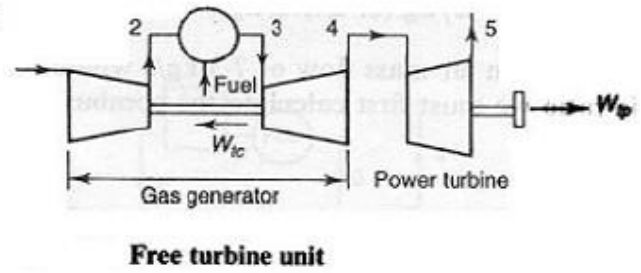 2 3 4 5
Fuel
W_tc
W_tp
Gas generator
Power turbine
Free turbine unit